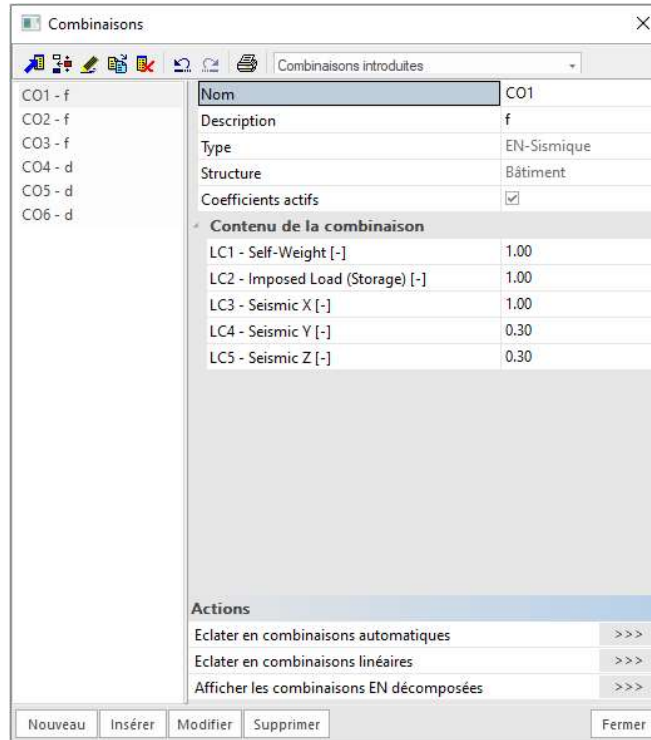 Combinaisons
Combinaisons introduites
CO1 - f
CO2 - f
CO3 - f
CO4 - d
CO5 - d
CO6 - d
Nom CO1
Description f
Type EN-Sismique
Structure Bâtiment
Coefficients actifs
Contenu de la combinaison
LC1 - Self-Weight [-] 1.00
LC2 - Imposed Load (Storage) [-] 1.00
LC3 - Seismic X [-] 1.00
LC4 - Seismic Y [-] 0.30
LC5 - Seismic Z [-] 0.30
Actions
Eclater en combinaisons automatiques >>>
Eclater en combinaisons linéaires >>>
Afficher les combinaisons EN décomposées >>>
Nouveau Insérer Modifier Supprimer Fermer